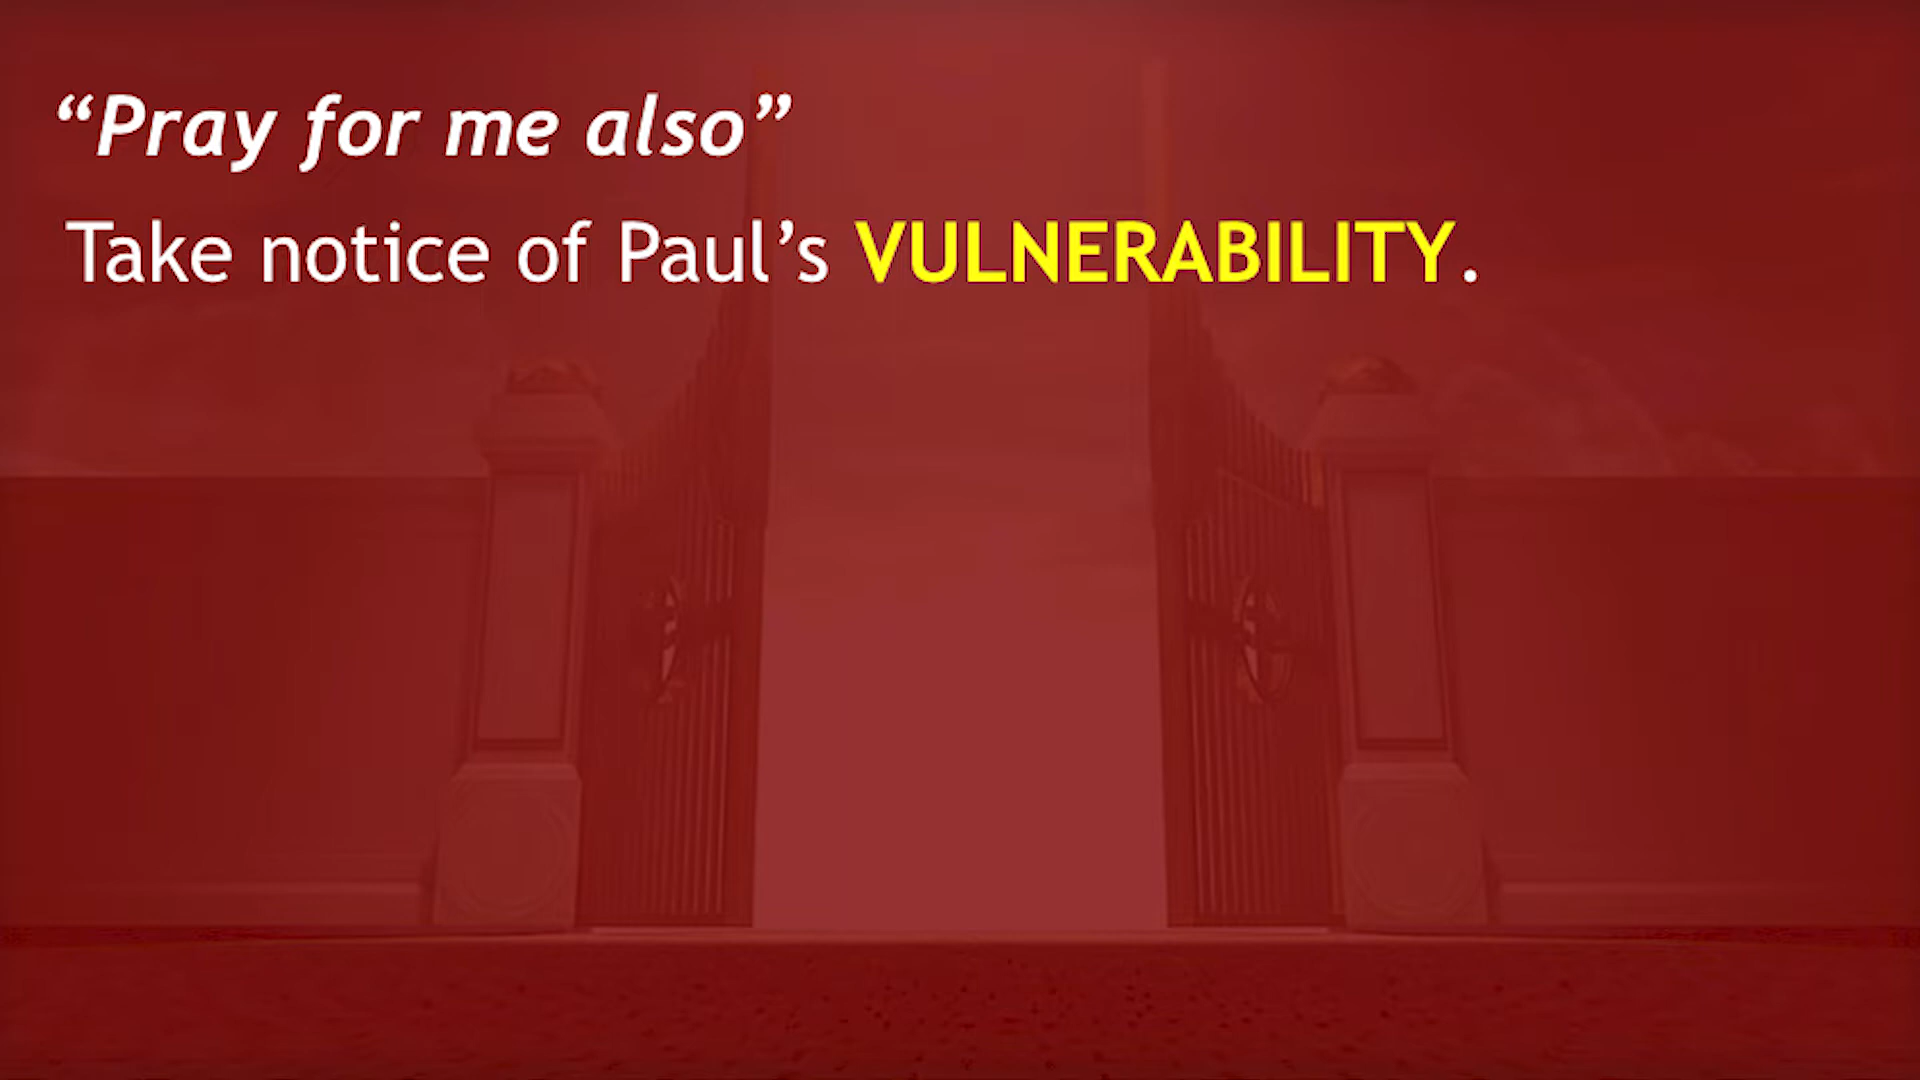 “Pray for me also”
Take notice of Paul’s VULNERABILITY.